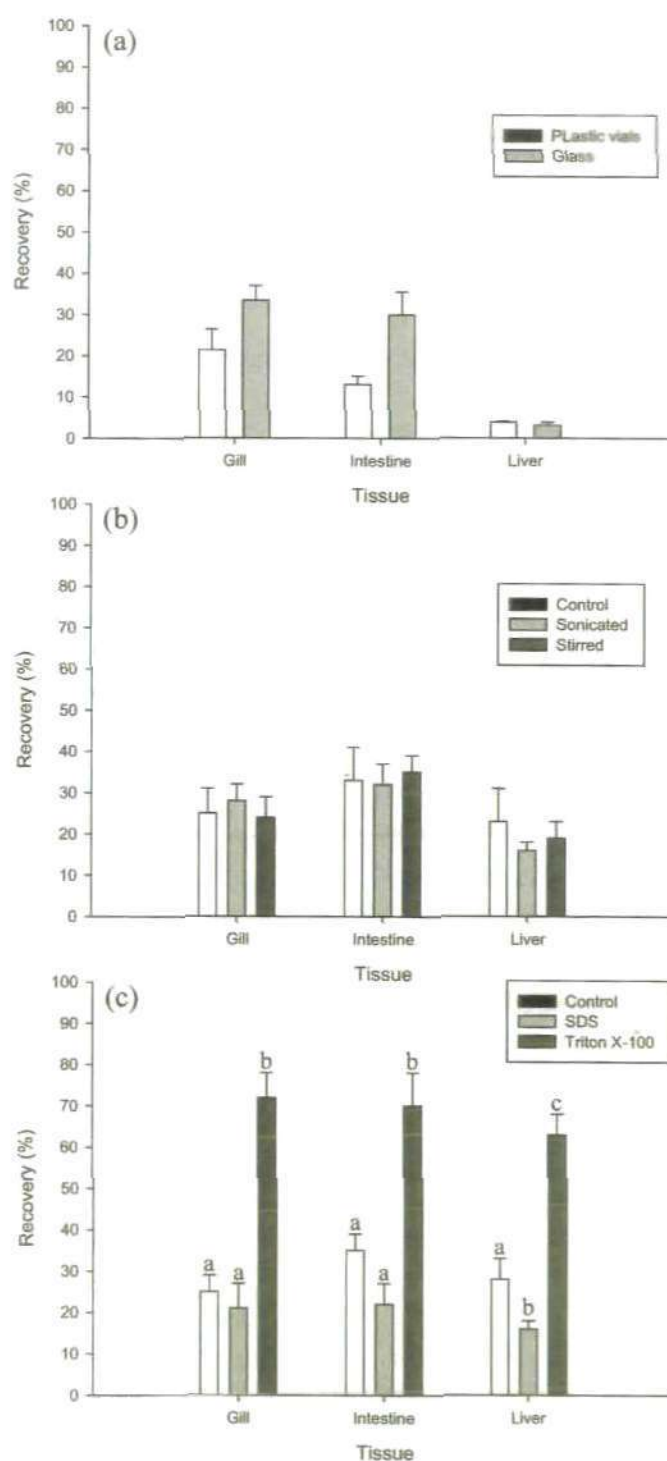 (a)
100
90
80
70
60
50
40
30
20
10
0
Recovery (%)
PLastic vials
Glass
Gill Intestine Liver
Tissue
(b)
100
90
80
70
60
50
40
30
20
10
0
Recovery (%)
Control
Sonicated
Stirred
Gill Intestine Liver
Tissue
(c)
100
90
80
70
60
50
40
30
20
10
0
Recovery (%)
Control
SDS
Triton X-100
a a b
a a b
a b c
Gill Intestine Liver
Tissue